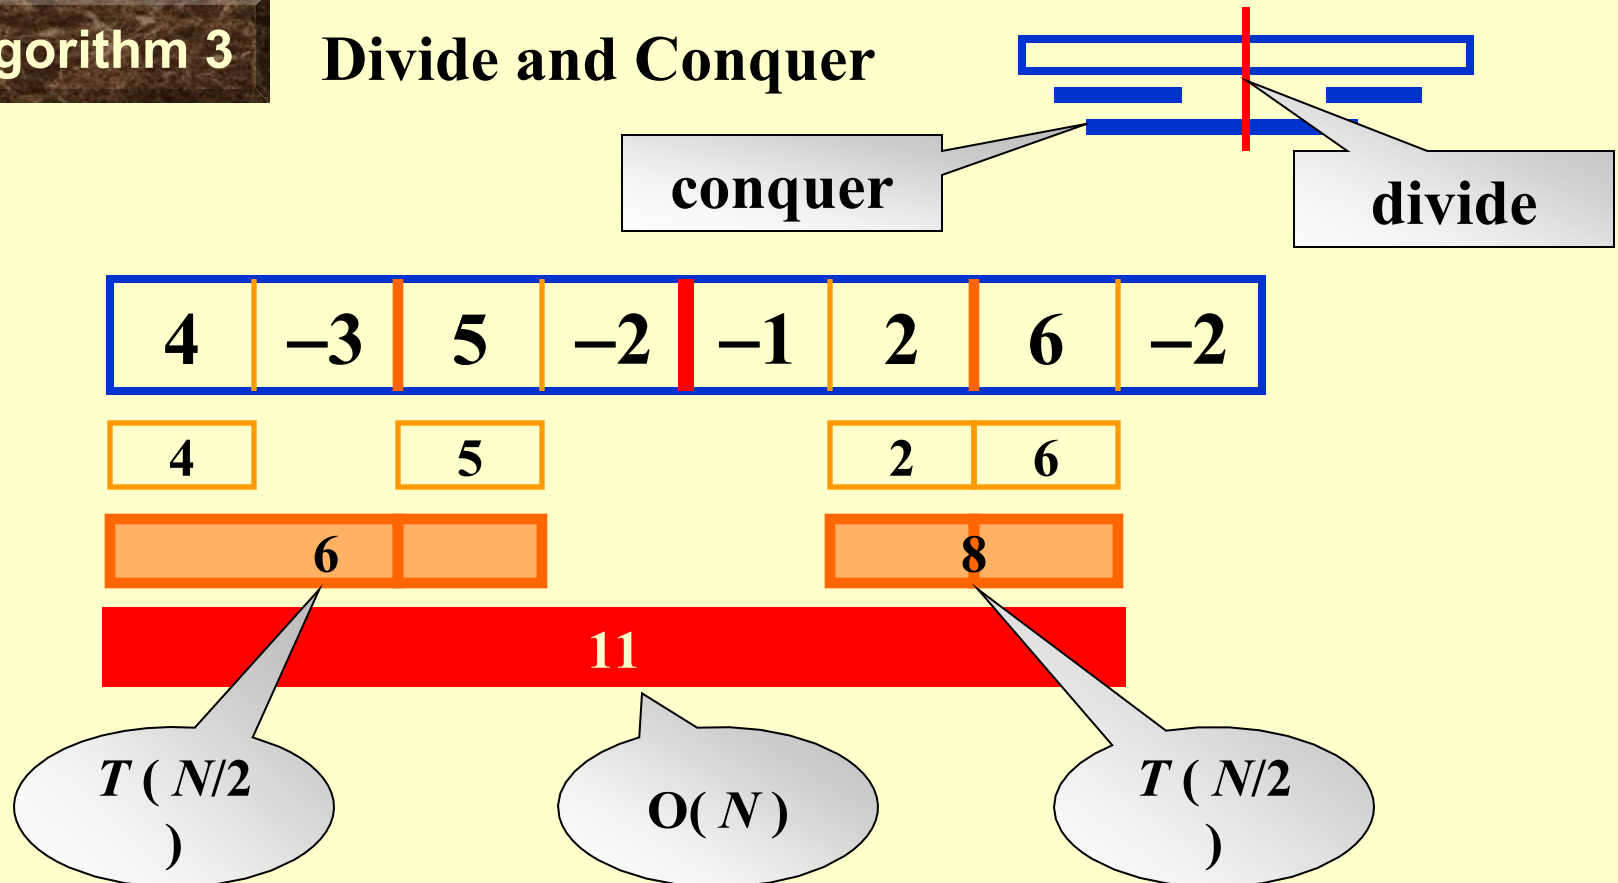 gorithm 3
Divide and Conquer
conquer
divide
4 –3 5 –2 –1 2 6 –2
4 5 2 6
6 8
11
T ( N/2
)
O( N )
T ( N/2
)